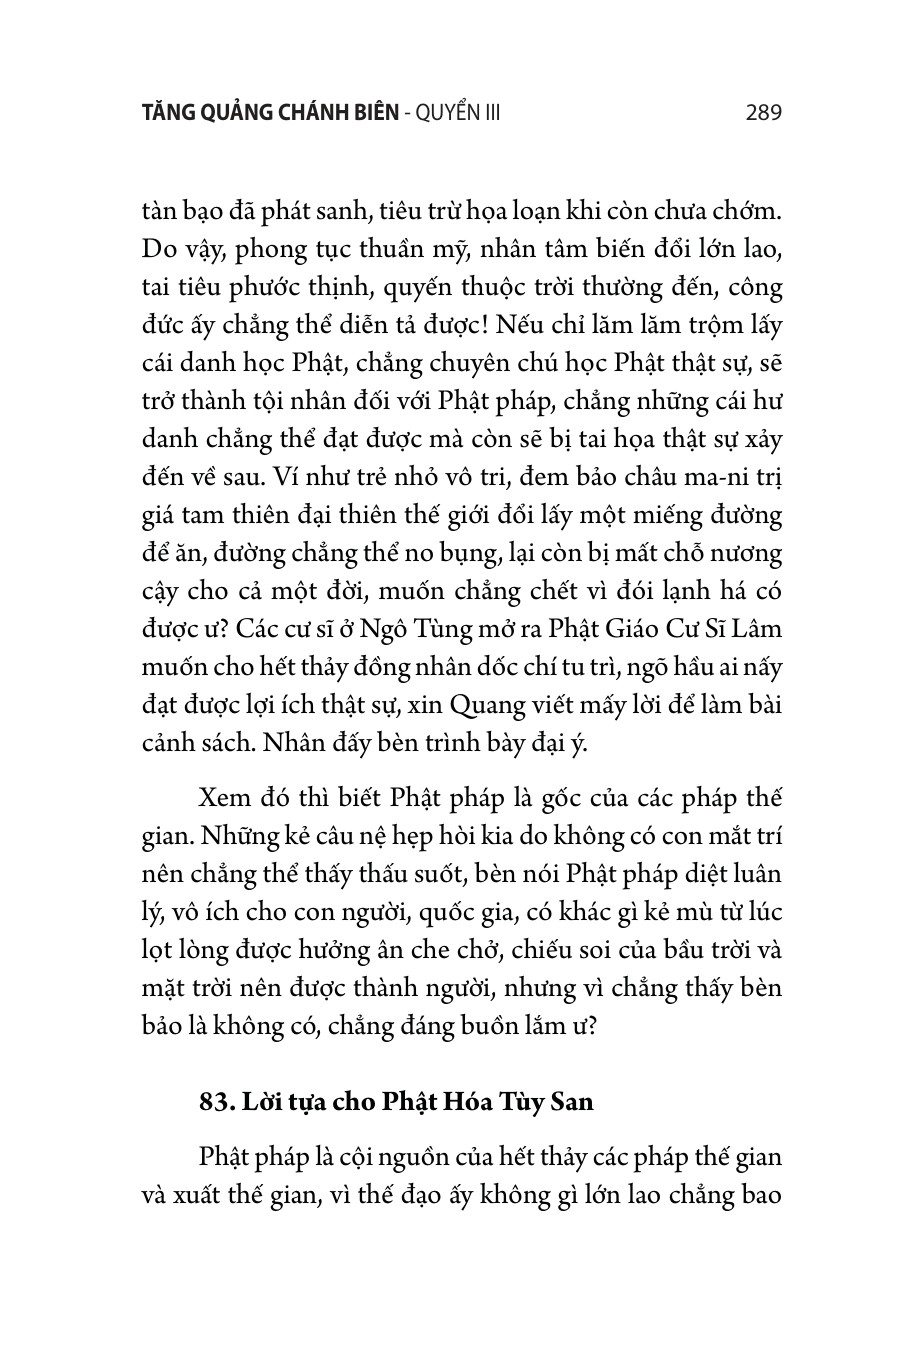 TĂNG QUẢNG CHÁNH BIÊN - QUYỂN III 289
tàn bạo đã phát sanh, tiêu trừ họa loạn khi còn chưa chớm.
Do vậy, phong tục thuần mỹ, nhân tâm biến đổi lớn lao,
tai tiêu phước thịnh, quyến thuộc trời thường đến, công
đức ấy chẳng thể diễn tả được! Nếu chỉ lăm lăm trộm lấy
cái danh học Phật, chẳng chuyên chú học Phật thật sự, sẽ
trở thành tội nhân đối với Phật pháp, chẳng những cái hư
danh chẳng thể đạt được mà còn sẽ bị tai họa thật sự xảy
đến về sau. Ví như trẻ nhỏ vô tri, đem bảo châu ma-ni trị
giá tam thiên đại thiên thế giới đổi lấy một miếng đường
để ăn, đường chẳng thể no bụng, lại còn bị mất chỗ nương
cậy cho cả một đời, muốn chẳng chết vì đói lạnh há có
được ư? Các cư sĩ ở Ngô Tùng mở ra Phật Giáo Cư Sĩ Lâm
muốn cho hết thảy đồng nhân dốc chí tu trì, ngõ hầu ai nấy
đạt được lợi ích thật sự, xin Quang viết mấy lời để làm bài
cảnh sách. Nhân đấy bèn trình bày đại ý.
Xem đó thì biết Phật pháp là gốc của các pháp thế
gian. Những kẻ câu nệ hẹp hòi kia do không có con mắt trí
nên chẳng thể thấy thấu suốt, bèn nói Phật pháp diệt luân
lý, vô ích cho con người, quốc gia, có khác gì kẻ mù từ lúc
lọt lòng được hưởng ân che chở, chiếu soi của bầu trời và
mặt trời nên được thành người, nhưng vì chẳng thấy bèn
bảo là không có, chẳng đáng buồn lắm ư?
83. Lời tựa cho Phật Hóa Tùy San
Phật pháp là cội nguồn của hết thảy các pháp thế gian
và xuất thế gian, vì thế đạo ấy không gì lớn lao chẳng bao